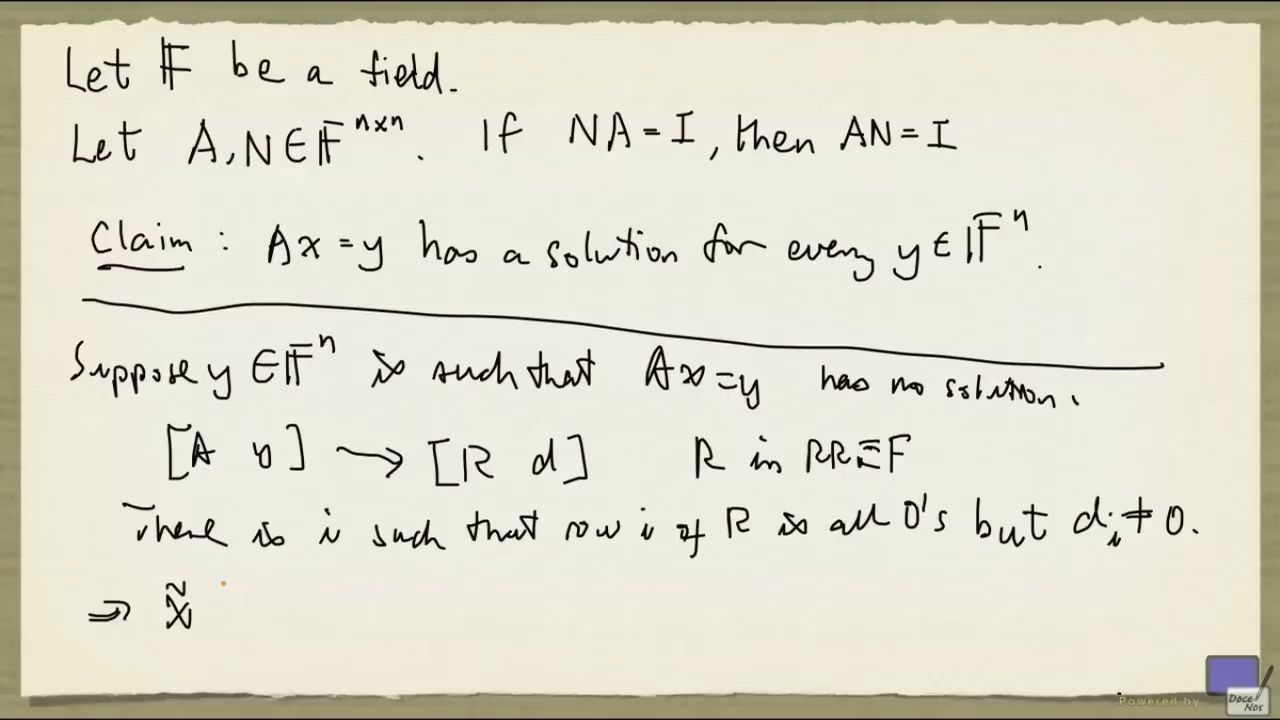 Let 𝔽 be a field.
Let A, N ∈ 𝔽^{n×n}. If NA = I, then AN = I
Claim: Ax = y has a solution for every y ∈ 𝔽^n.
Suppose y ∈ 𝔽^n is such that Ax = y has no solution.
[A y] → [R d] R in RREF
There is i such that row i of R is all 0's but d_i ≠ 0.
⇒ x̃
Powered by
Doce Nos